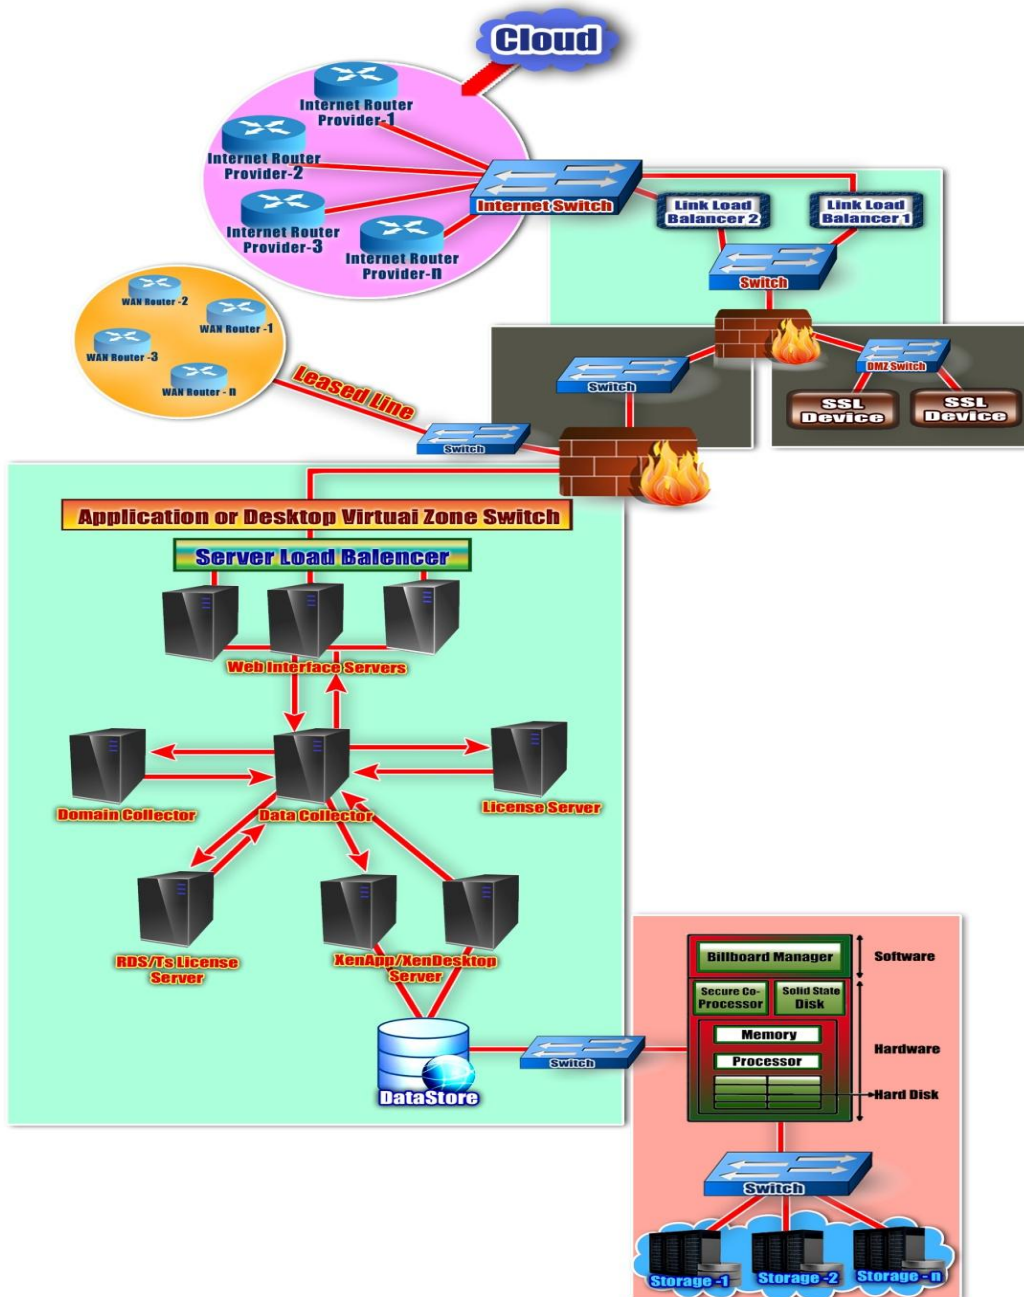 Cloud
Internet Router
Provider-1
Internet Router
Provider-2
Internet Router
Provider-3
Internet Router
Provider-n
Internet Switch
Link Load
Balancer 2
Link Load
Balancer 1
Switch
WAN Router -2
WAN Router -1
WAN Router -3
WAN Router - n
Leased Line
Switch
Switch
DMZ Switch
SSL
Device
SSL
Device
Application or Desktop Virtuai Zone Switch
Server Load Balencer
Web Interface Servers
Domain Collector
Data Collector
License Server
RDS/Ts License
Server
XenApp/XenDesktop
Server
DataStore
Switch
Billboard Manager
Software
Secure Co-
Processor
Solid State
Disk
Memory
Processor
Hardware
Hard Disk
Switch
Storage -1
Storage -2
Storage - n